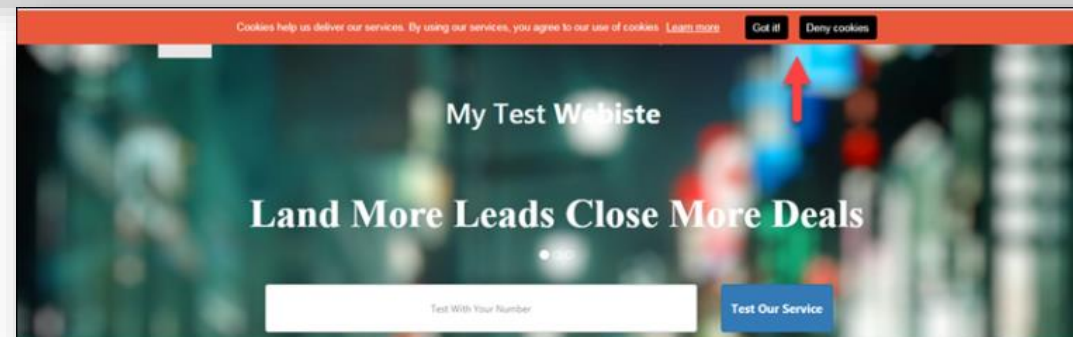 Cookies help us deliver our services. By using our services, you agree to our use of cookies Learn more Got it! Deny cookies
My Test Webiste
Land More Leads Close More Deals
Test With Your Number Test Our Service